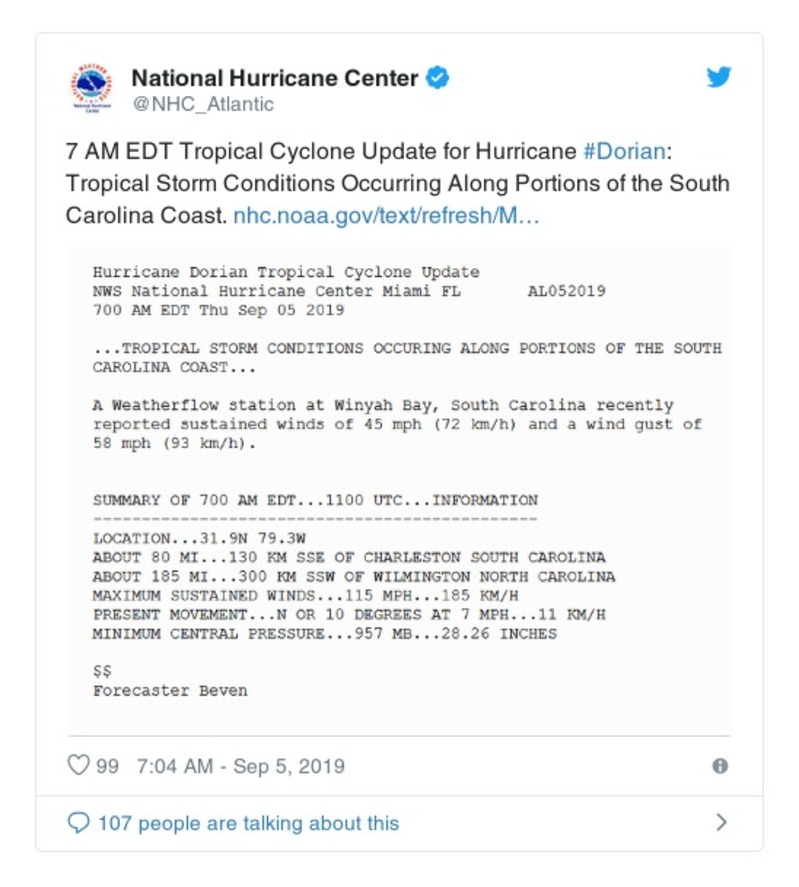 National Hurricane Center
@NHC_Atlantic
7 AM EDT Tropical Cyclone Update for Hurricane #Dorian:
Tropical Storm Conditions Occurring Along Portions of the South
Carolina Coast. nhc.noaa.gov/text/refresh/M…
Hurricane Dorian Tropical Cyclone Update
NWS National Hurricane Center Miami FL AL052019
700 AM EDT Thu Sep 05 2019
...TROPICAL STORM CONDITIONS OCCURING ALONG PORTIONS OF THE SOUTH
CAROLINA COAST...
A Weatherflow station at Winyah Bay, South Carolina recently
reported sustained winds of 45 mph (72 km/h) and a wind gust of
58 mph (93 km/h).
SUMMARY OF 700 AM EDT...1100 UTC...INFORMATION
----------------------------------------------
LOCATION...31.9N 79.3W
ABOUT 80 MI...130 KM SSE OF CHARLESTON SOUTH CAROLINA
ABOUT 185 MI...300 KM SSW OF WILMINGTON NORTH CAROLINA
MAXIMUM SUSTAINED WINDS...115 MPH...185 KM/H
PRESENT MOVEMENT...N OR 10 DEGREES AT 7 MPH...11 KM/H
MINIMUM CENTRAL PRESSURE...957 MB...28.26 INCHES
$$
Forecaster Beven
99 7:04 AM - Sep 5, 2019
107 people are talking about this